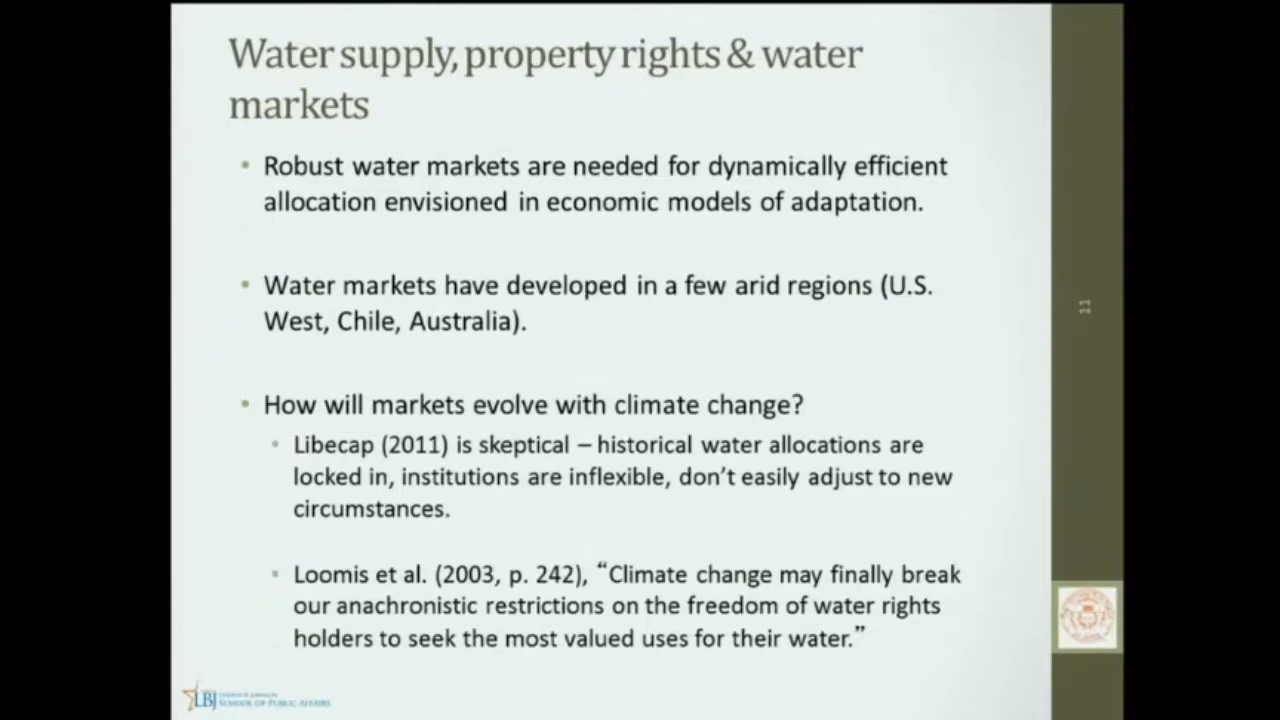 Water supply, property rights & water
markets
• Robust water markets are needed for dynamically efficient
allocation envisioned in economic models of adaptation.
• Water markets have developed in a few arid regions (U.S.
West, Chile, Australia).
• How will markets evolve with climate change?
• Libecap (2011) is skeptical – historical water allocations are
locked in, institutions are inflexible, don’t easily adjust to new
circumstances.
• Loomis et al. (2003, p. 242), “Climate change may finally break
our anachronistic restrictions on the freedom of water rights
holders to seek the most valued uses for their water.”
11
LBJ
School of Public Affairs